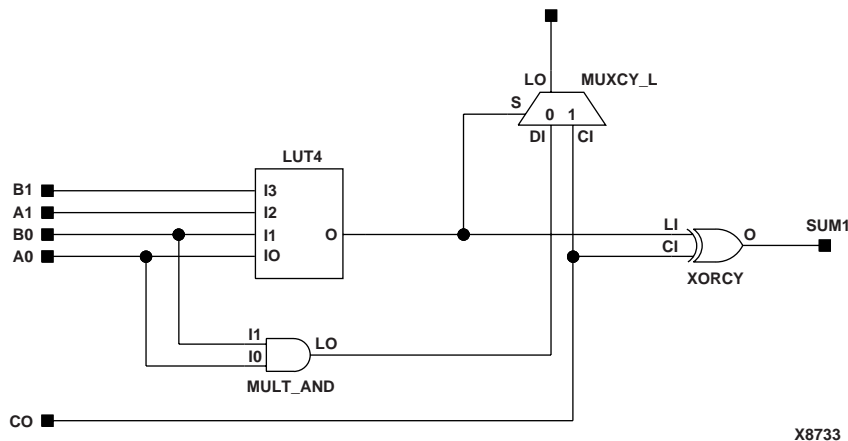 LO
MUXCY_L
S
0 1
DI
CI
LUT4
B1
I3
A1
I2
B0
I1
O
A0
IO
LI
CI
O
SUM1
XORCY
I1
I0
LO
MULT_AND
CO
X8733